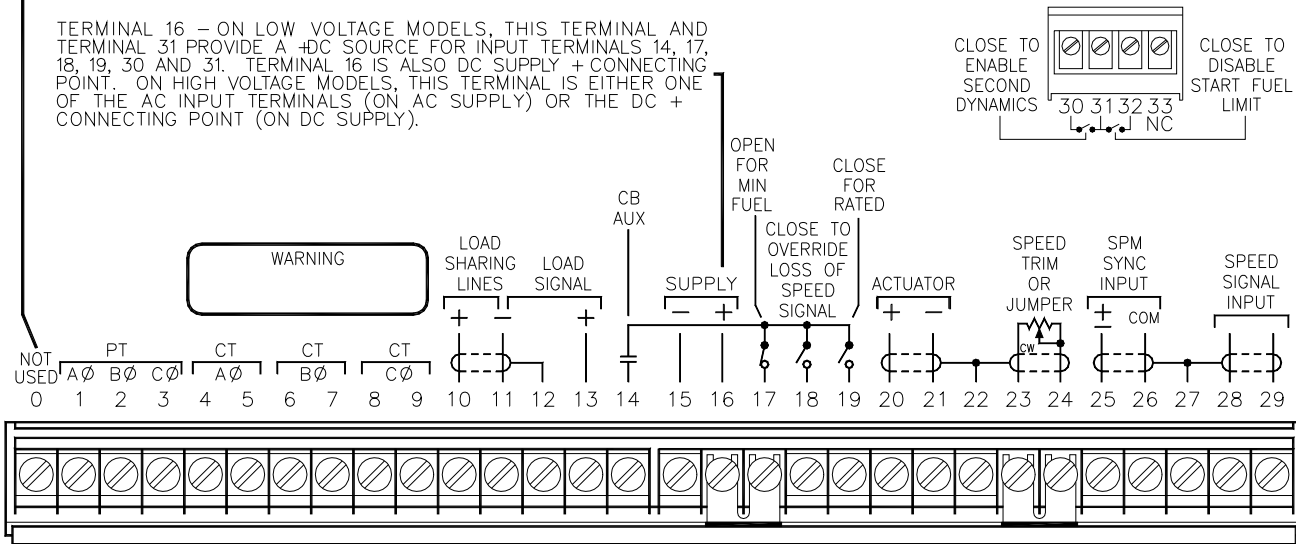 TERMINAL 16 – ON LOW VOLTAGE MODELS, THIS TERMINAL AND
TERMINAL 31 PROVIDE A +DC SOURCE FOR INPUT TERMINALS 14, 17,
18, 19, 30 AND 31. TERMINAL 16 IS ALSO DC SUPPLY + CONNECTING
POINT. ON HIGH VOLTAGE MODELS, THIS TERMINAL IS EITHER ONE
OF THE AC INPUT TERMINALS (ON AC SUPPLY) OR THE DC +
CONNECTING POINT (ON DC SUPPLY).
CLOSE TO
ENABLE
SECOND
DYNAMICS
30 31 32 33
NC
CLOSE TO
DISABLE
START FUEL
LIMIT
WARNING
LOAD
SHARING
LINES
+ −
LOAD
SIGNAL
+
CB
AUX
SUPPLY
− +
OPEN
FOR
MIN
FUEL
CLOSE TO
OVERRIDE
LOSS OF
SPEED
SIGNAL
CLOSE
FOR
RATED
ACTUATOR
+ −
SPEED
TRIM
OR
JUMPER
CW
SPM
SYNC
INPUT
± COM
SPEED
SIGNAL
INPUT
NOT
USED
PT
AØ BØ CØ
CT
AØ
CT
BØ
CT
CØ
0 1 2 3 4 5 6 7 8 9 10 11 12 13 14 15 16 17 18 19 20 21 22 23 24 25 26 27 28 29